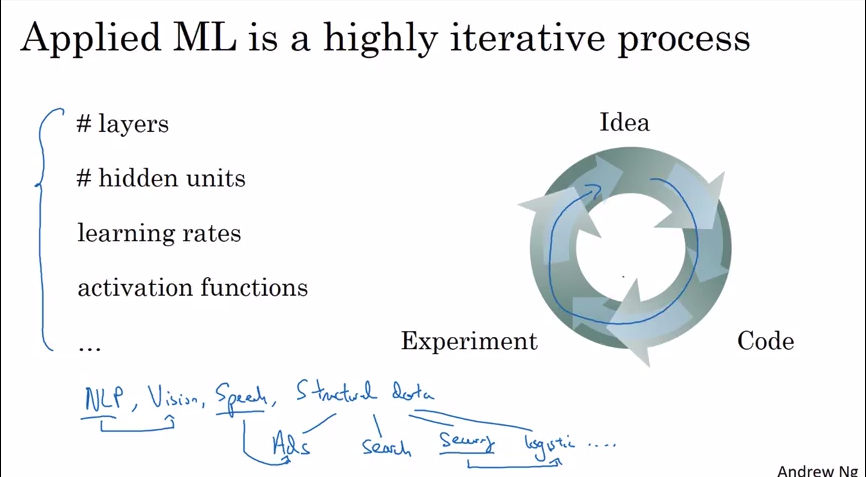 Applied ML is a highly iterative process
# layers
# hidden units
learning rates
activation functions
...
Idea
Experiment
Code
NLP, Vision, Speech, Structural data
Ads search Security logistic ....
Andrew Ng